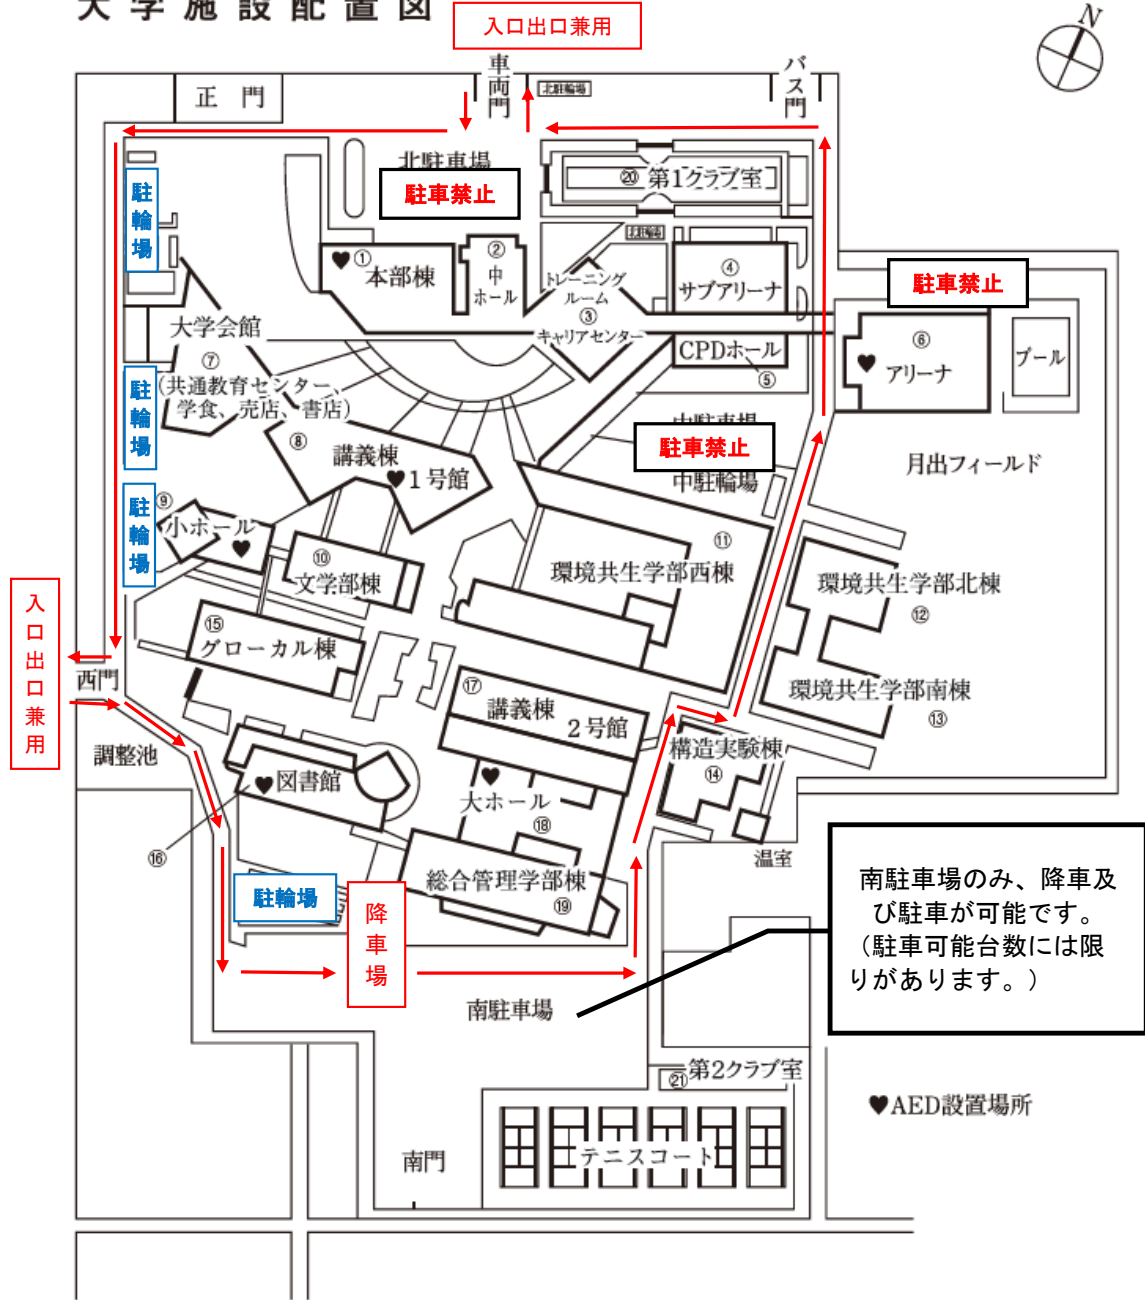 大学施設配置図
入口出口兼用
N
正門
車両門
北駐輪場
バス門
北駐車場
駐車禁止
⑳ 第1クラブ室
駐輪場
北駐輪場
① 本部棟
② 中ホール
トレーニング
ルーム
③
キャリアセンター
④
サブアリーナ
駐車禁止
CPDホール
⑤
⑥
アリーナ
プール
大学会館
⑦
(共通教育センター、
学食、売店、書店)
駐輪場
⑧
講義棟
1号館
中駐車場
駐車禁止
中駐輪場
月出フィールド
駐輪場
⑨
小ホール
⑩
文学部棟
⑪
環境共生学部西棟
環境共生学部北棟
⑫
入口出口兼用
⑮
グローカル棟
西門
⑰
講義棟
2号館
環境共生学部南棟
⑬
調整池
図書館
⑯
構造実験棟
⑭
大ホール
⑱
温室
総合管理学部棟
⑲
駐輪場
降車場
南駐車場のみ、降車及
び駐車が可能です。
（駐車可能台数には限
りがあります。）
南駐車場
㉑ 第2クラブ室
♥AED設置場所
テニスコート
南門